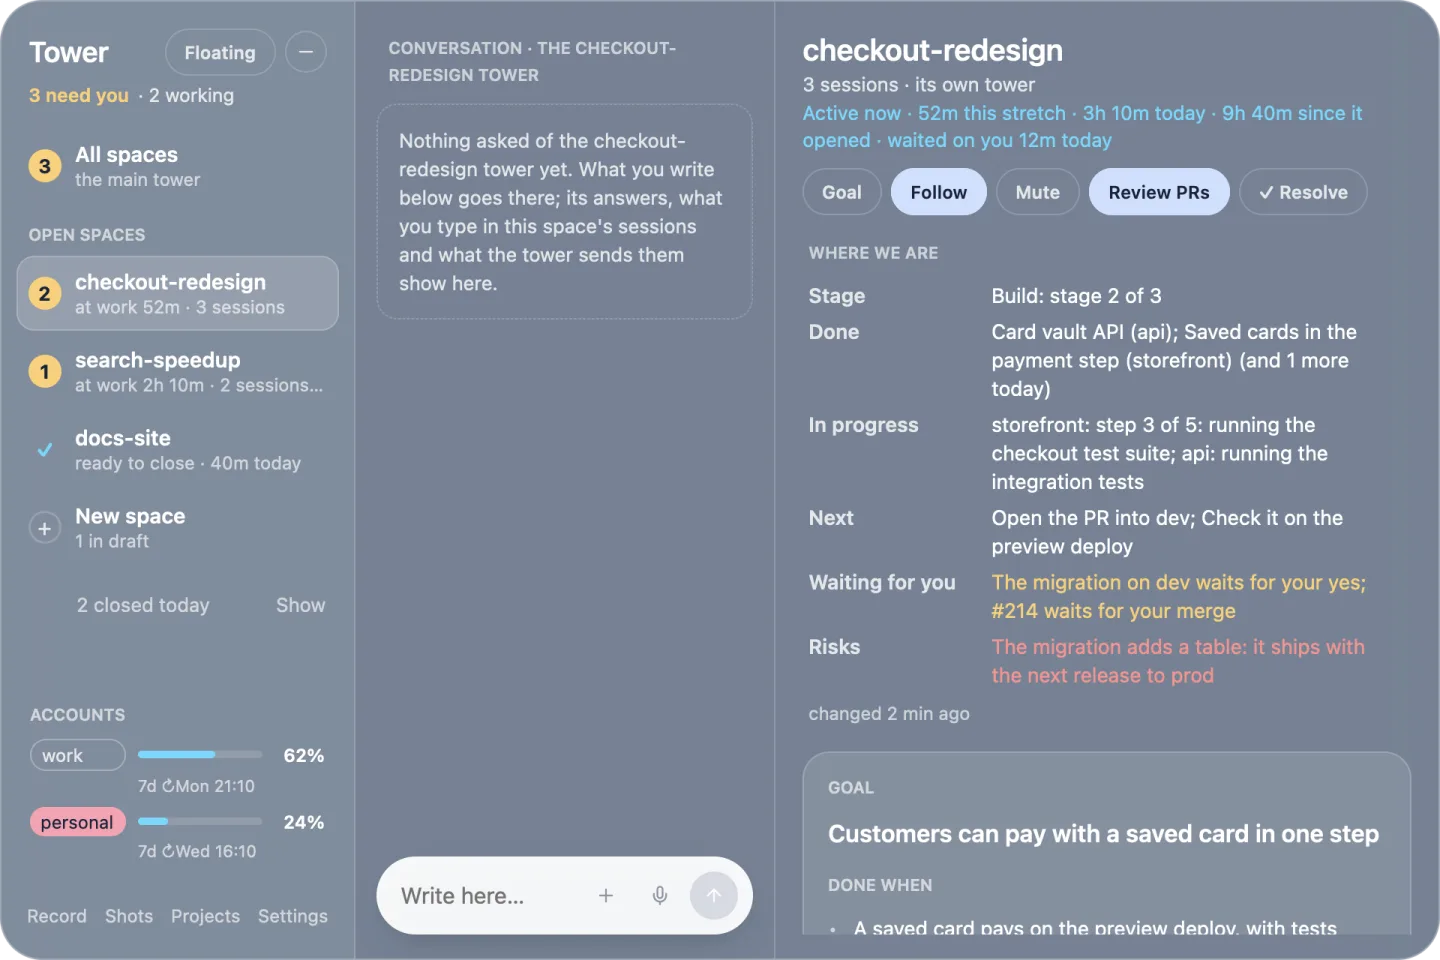 Tower
Floating
3 need you · 2 working
3
All spaces
the main tower
OPEN SPACES
2
checkout-redesign
at work 52m · 3 sessions
1
search-speedup
at work 2h 10m · 2 sessions...
docs-site
ready to close · 40m today
New space
1 in draft
2 closed today
Show
ACCOUNTS
work
62%
7d ↻Mon 21:10
personal
24%
7d ↻Wed 16:10
Record Shots Projects Settings
CONVERSATION · THE CHECKOUT-
REDESIGN TOWER
Nothing asked of the checkout-
redesign tower yet. What you write
below goes there; its answers, what
you type in this space's sessions
and what the tower sends them
show here.
Write here...
checkout-redesign
3 sessions · its own tower
Active now · 52m this stretch · 3h 10m today · 9h 40m since it
opened · waited on you 12m today
Goal
Follow
Mute
Review PRs
✓ Resolve
WHERE WE ARE
Stage
Build: stage 2 of 3
Done
Card vault API (api); Saved cards in the
payment step (storefront) (and 1 more
today)
In progress
storefront: step 3 of 5: running the
checkout test suite; api: running the
integration tests
Next
Open the PR into dev; Check it on the
preview deploy
Waiting for you
The migration on dev waits for your yes;
#214 waits for your merge
Risks
The migration adds a table: it ships with
the next release to prod
changed 2 min ago
GOAL
Customers can pay with a saved card in one step
DONE WHEN
• A saved card pays on the preview deploy, with tests